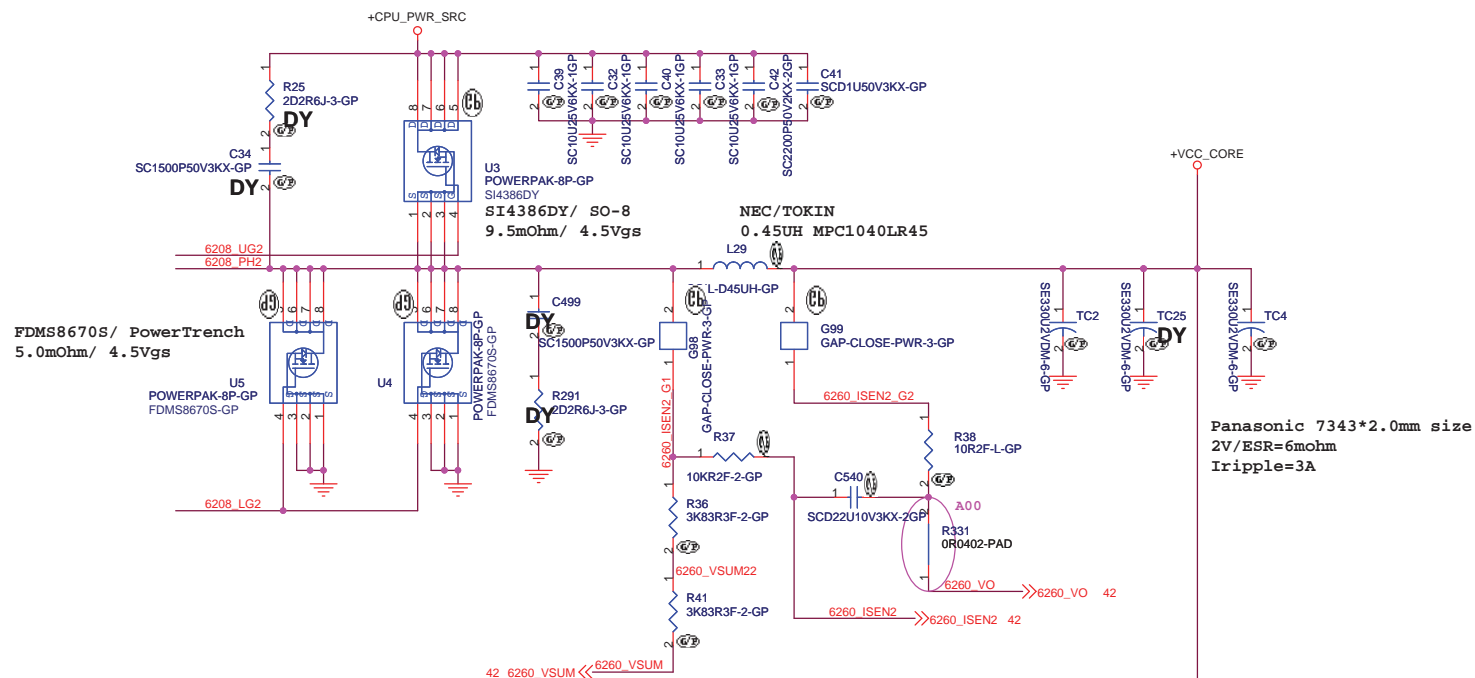 +CPU_PWR_SRC
R25
2D2R6J-3-GP
DY
C34
SC1500P50V3KX-GP
DY
U3
POWERPAK-8P-GP
SI4386DY
SI4386DY/ SO-8
9.5mOhm/ 4.5Vgs
C39
SC10U25V6KX-1GP
C32
SC10U25V6KX-1GP
C40
SC10U25V6KX-1GP
C33
SC10U25V6KX-1GP
C42
SC2200P50V2KX-2GP
C41
SCD1U50V3KX-GP
+VCC_CORE
NEC/TOKIN
0.45UH MPC1040LR45
L29
L-D45UH-GP
6208_UG2
6208_PH2
FDMS8670S/ PowerTrench
5.0mOhm/ 4.5Vgs
U5
POWERPAK-8P-GP
FDMS8670S-GP
U4
POWERPAK-8P-GP
FDMS8670S-GP
6208_LG2
C499
DY
SC1500P50V3KX-GP
R291
2D2R6J-3-GP
DY
G98
GAP-CLOSE-PWR-3-GP
6260_ISEN2_G1
G99
GAP-CLOSE-PWR-3-GP
6260_ISEN2_G2
TC2
SE330U2VDM-6-GP
TC25
DY
SE330U2VDM-6-GP
TC4
SE330U2VDM-6-GP
Panasonic 7343*2.0mm size
2V/ESR=6mohm
Iripple=3A
R37
10KR2F-2-GP
R38
10R2F-L-GP
C540
SCD22U10V3KX-2GP
A00
R331
0R0402-PAD
R36
3K83R3F-2-GP
6260_VSUM22
R41
3K83R3F-2-GP
6260_VO
6260_VO 42
6260_ISEN2
6260_ISEN2 42
42 6260_VSUM
6260_VSUM